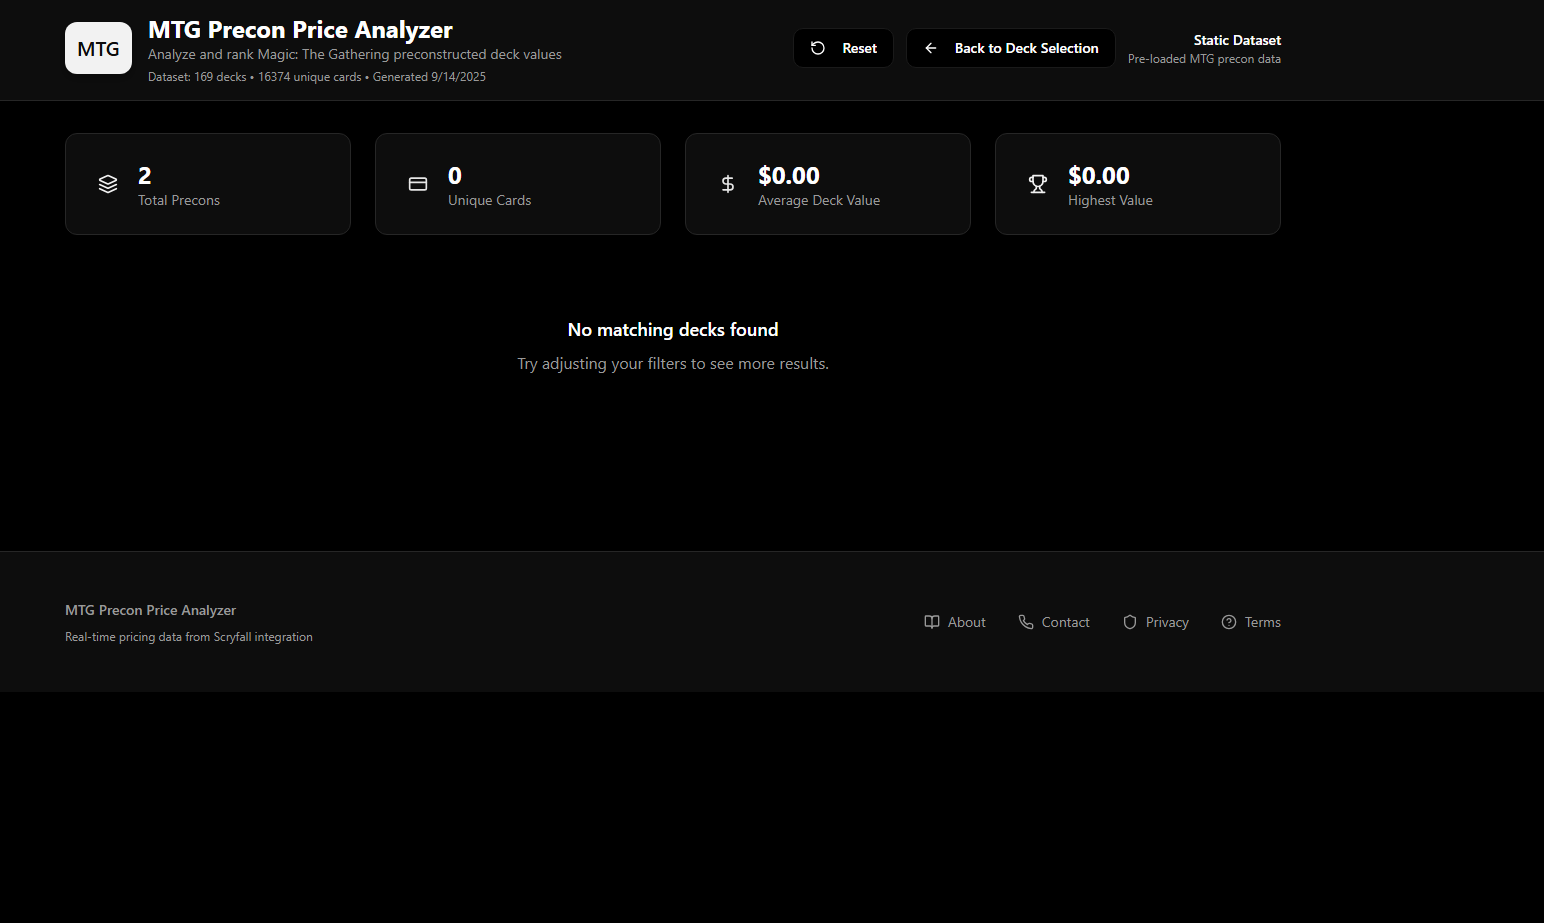 MTG
MTG Precon Price Analyzer
Analyze and rank Magic: The Gathering preconstructed deck values
Dataset: 169 decks • 16374 unique cards • Generated 9/14/2025
Reset
Back to Deck Selection
Static Dataset
Pre-loaded MTG precon data
2
Total Precons
0
Unique Cards
$0.00
Average Deck Value
$0.00
Highest Value
No matching decks found
Try adjusting your filters to see more results.
MTG Precon Price Analyzer
Real-time pricing data from Scryfall integration
About
Contact
Privacy
Terms